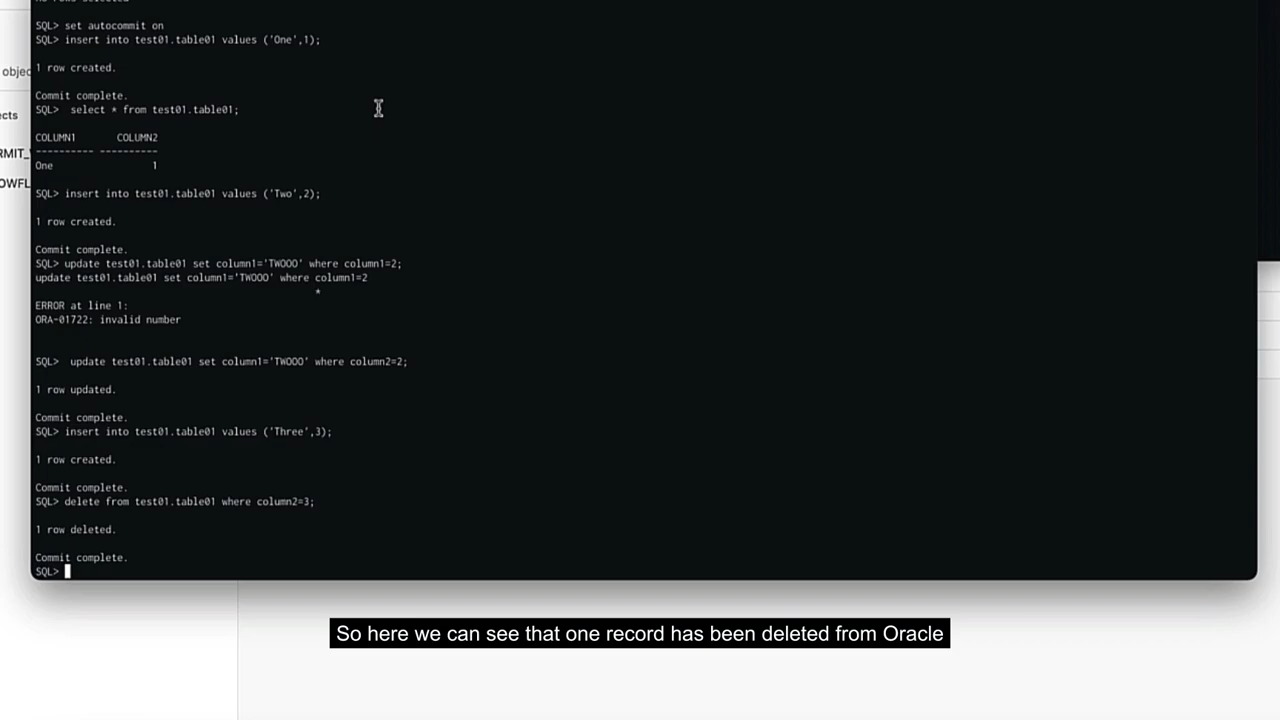 SQL> set autocommit on
SQL> insert into test01.table01 values ('One',1);
1 row created.
Commit complete.
SQL>  select * from test01.table01;
COLUMN1       COLUMN2
---------- ----------
One                 1
SQL> insert into test01.table01 values ('Two',2);
1 row created.
Commit complete.
SQL> update test01.table01 set column1='TWOOO' where column1=2;
update test01.table01 set column1='TWOOO' where column1=2
*
ERROR at line 1:
ORA-01722: invalid number
SQL>  update test01.table01 set column1='TWOOO' where column2=2;
1 row updated.
Commit complete.
SQL> insert into test01.table01 values ('Three',3);
1 row created.
Commit complete.
SQL> delete from test01.table01 where column2=3;
1 row deleted.
Commit complete.
SQL>
So here we can see that one record has been deleted from Oracle